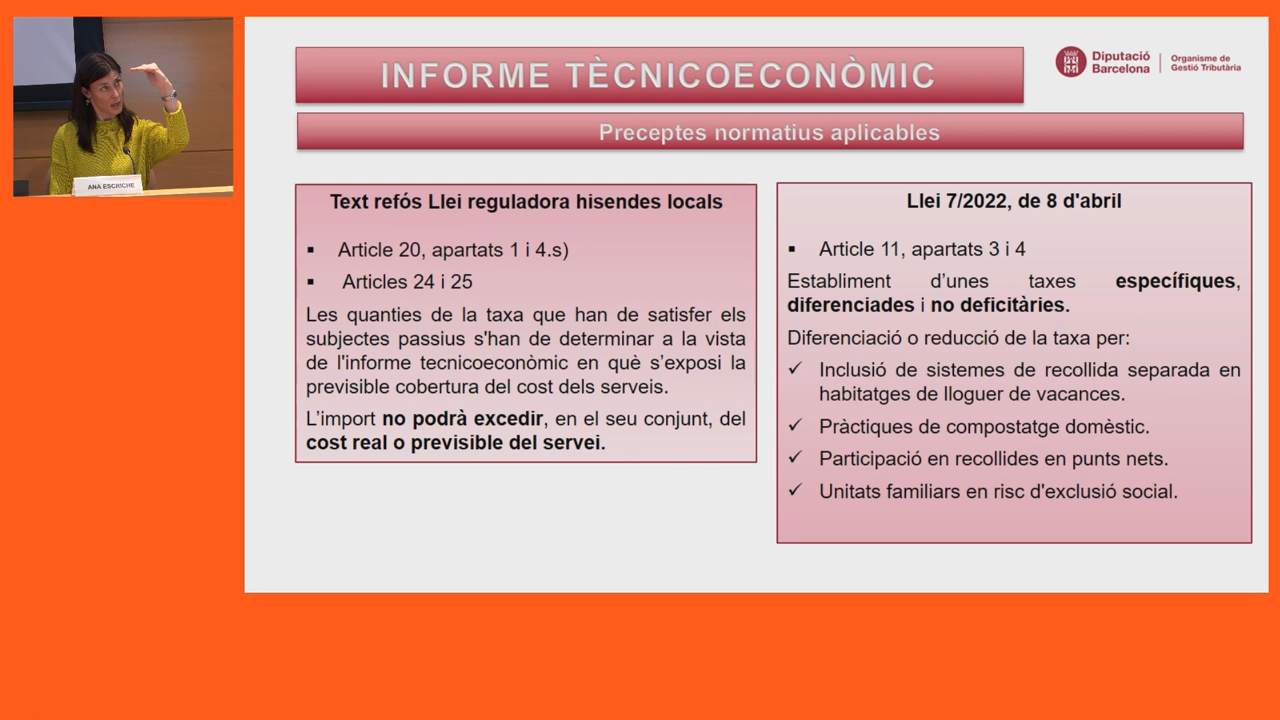 ANA ESCRICHE
INFORME TÈCNICOECONÒMIC
Diputació
Barcelona
Organisme de
Gestió Tributària
Preceptes normatius aplicables
Text refós Llei reguladora hisendes locals
▪ Article 20, apartats 1 i 4.s)
▪ Articles 24 i 25
Les quanties de la taxa que han de satisfer els
subjectes passius s'han de determinar a la vista
de l'informe tecnicoeconòmic en què s’exposi la
previsible cobertura del cost dels serveis.
L’import no podrà excedir, en el seu conjunt, del
cost real o previsible del servei.
Llei 7/2022, de 8 d'abril
▪ Article 11, apartats 3 i 4
Establiment d’unes taxes específiques,
diferenciades i no deficitàries.
Diferenciació o reducció de la taxa per:
✓ Inclusió de sistemes de recollida separada en
habitatges de lloguer de vacances.
✓ Pràctiques de compostatge domèstic.
✓ Participació en recollides en punts nets.
✓ Unitats familiars en risc d'exclusió social.